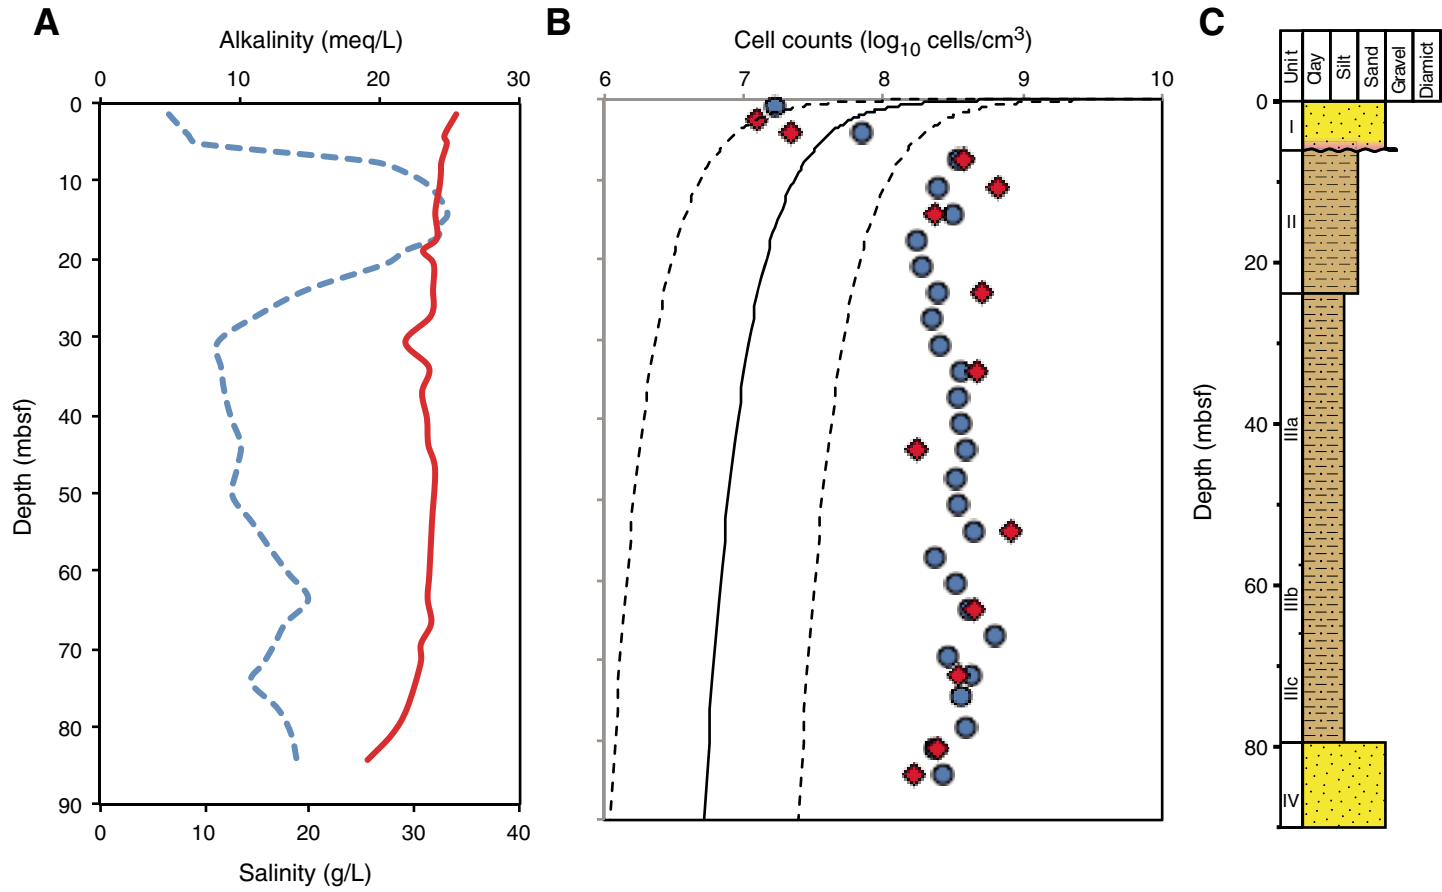 A
Alkalinity (meq/L)
0 10 20 30
0
10
20
30
40
50
60
70
80
90
Depth (mbsf)
0 10 20 30 40
Salinity (g/L)
B
Cell counts (log10 cells/cm3)
6 7 8 9 10
C
Unit
Clay
Silt
Sand
Gravel
Diamict
0
20
40
60
80
Depth (mbsf)
I
II
IIIa
IIIb
IIIc
IV